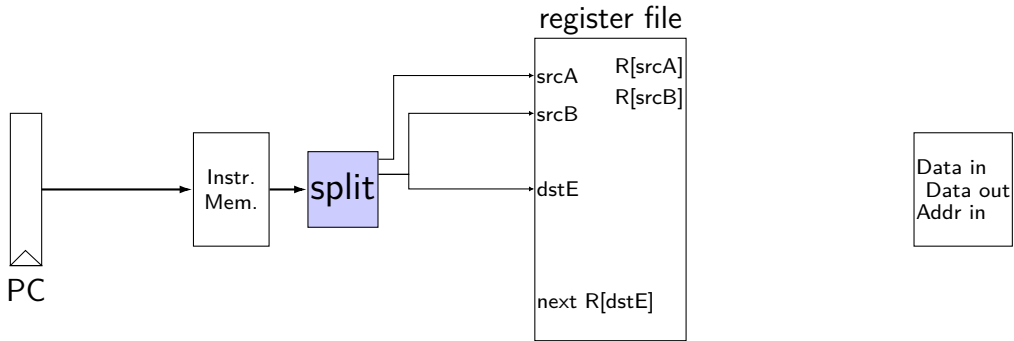 register file
srcA
R[srcA]
R[srcB]
srcB
Instr.
Mem.
split
dstE
Data in
Data out
Addr in
PC
next R[dstE]